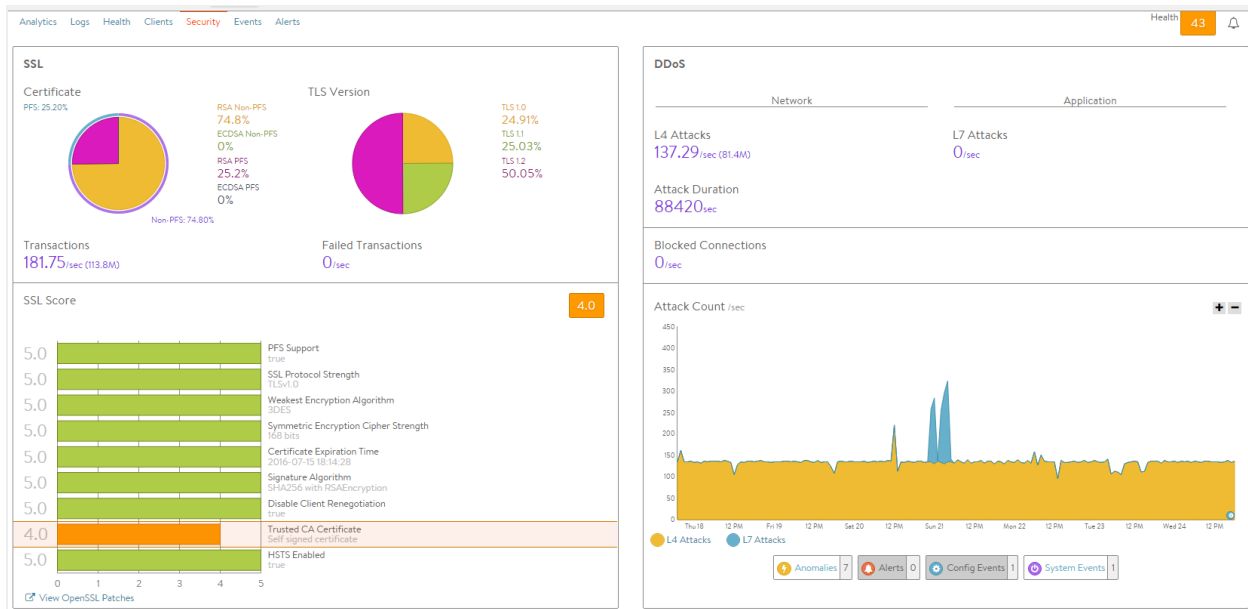 Analytics Logs Health Clients Security Events Alerts
Health 43
SSL
Certificate
PFS: 25.20%
RSA Non-PFS
74.8%
ECDSA Non-PFS
0%
RSA PFS
25.2%
ECDSA PFS
0%
Non-PFS: 74.80%
TLS Version
TLS 1.0
24.91%
TLS 1.1
25.03%
TLS 1.2
50.05%
Transactions
181.75/sec (113.8M)
Failed Transactions
0/sec
SSL Score
4.0
5.0 PFS Support
true
5.0 SSL Protocol Strength
TLSv1.0
5.0 Weakest Encryption Algorithm
3DES
5.0 Symmetric Encryption Cipher Strength
168 bits
5.0 Certificate Expiration Time
2016-07-15 18:14:28
5.0 Signature Algorithm
SHA256 with RSAEncryption
5.0 Disable Client Renegotiation
true
4.0 Trusted CA Certificate
Self signed certificate
5.0 HSTS Enabled
true
0 1 2 3 4 5
View OpenSSL Patches
DDoS
Network Application
L4 Attacks
137.29/sec (81.4M)
L7 Attacks
0/sec
Attack Duration
88420sec
Blocked Connections
0/sec
Attack Count /sec
+ −
450
400
350
300
250
200
150
100
50
0
Thu 18 12 PM Fri 19 12 PM Sat 20 12 PM Sun 21 12 PM Mon 22 12 PM Tue 23 12 PM Wed 24 12 PM
L4 Attacks L7 Attacks
Anomalies 7 Alerts 0 Config Events 1 System Events 1